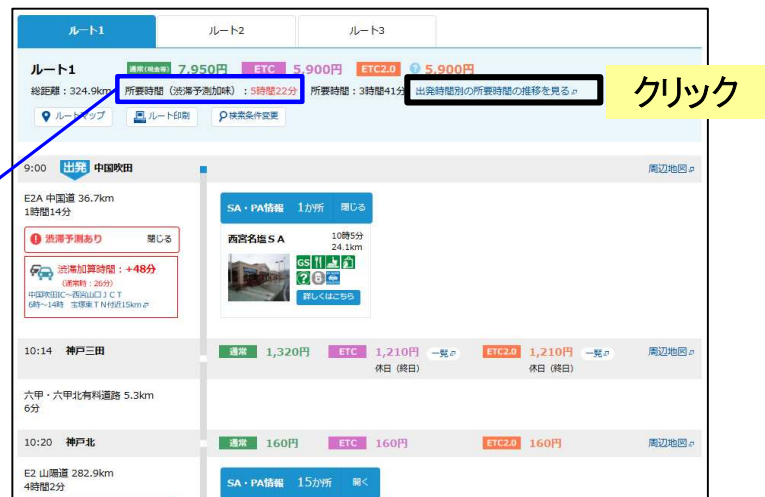 ルート1 ルート2 ルート3
ルート1 通常(現金等) 7,950円 ETC 5,900円 ETC2.0 ? 5,900円
総距離：324.9km 所要時間（渋滞予測加味）：5時間22分 所要時間：3時間41分 出発時間別の所要時間の推移を見る
クリック
ルートマップ ルート印刷 検索条件変更
9:00 出発 中国吹田 周辺地図
E2A 中国道 36.7km
1時間14分
SA・PA情報 1か所 閉じる
! 渋滞予測あり 閉じる
西宮名塩ＳＡ 10時5分
24.1km
GS
?
詳しくはこちら
渋滞加算時間：+48分
(通常時：26分)
中国吹田IC～西宮山口ＪＣＴ
6時～14時 宝塚東ＴＮ付近15km
10:14 神戸三田 通常 1,320円 ETC 1,210円 一覧 ETC2.0 1,210円 一覧 周辺地図
休日（終日） 休日（終日）
六甲・六甲北有料道路 5.3km
6分
10:20 神戸北 通常 160円 ETC 160円 ETC2.0 160円 周辺地図
E2 山陽道 282.9km
4時間2分
SA・PA情報 15か所 開く